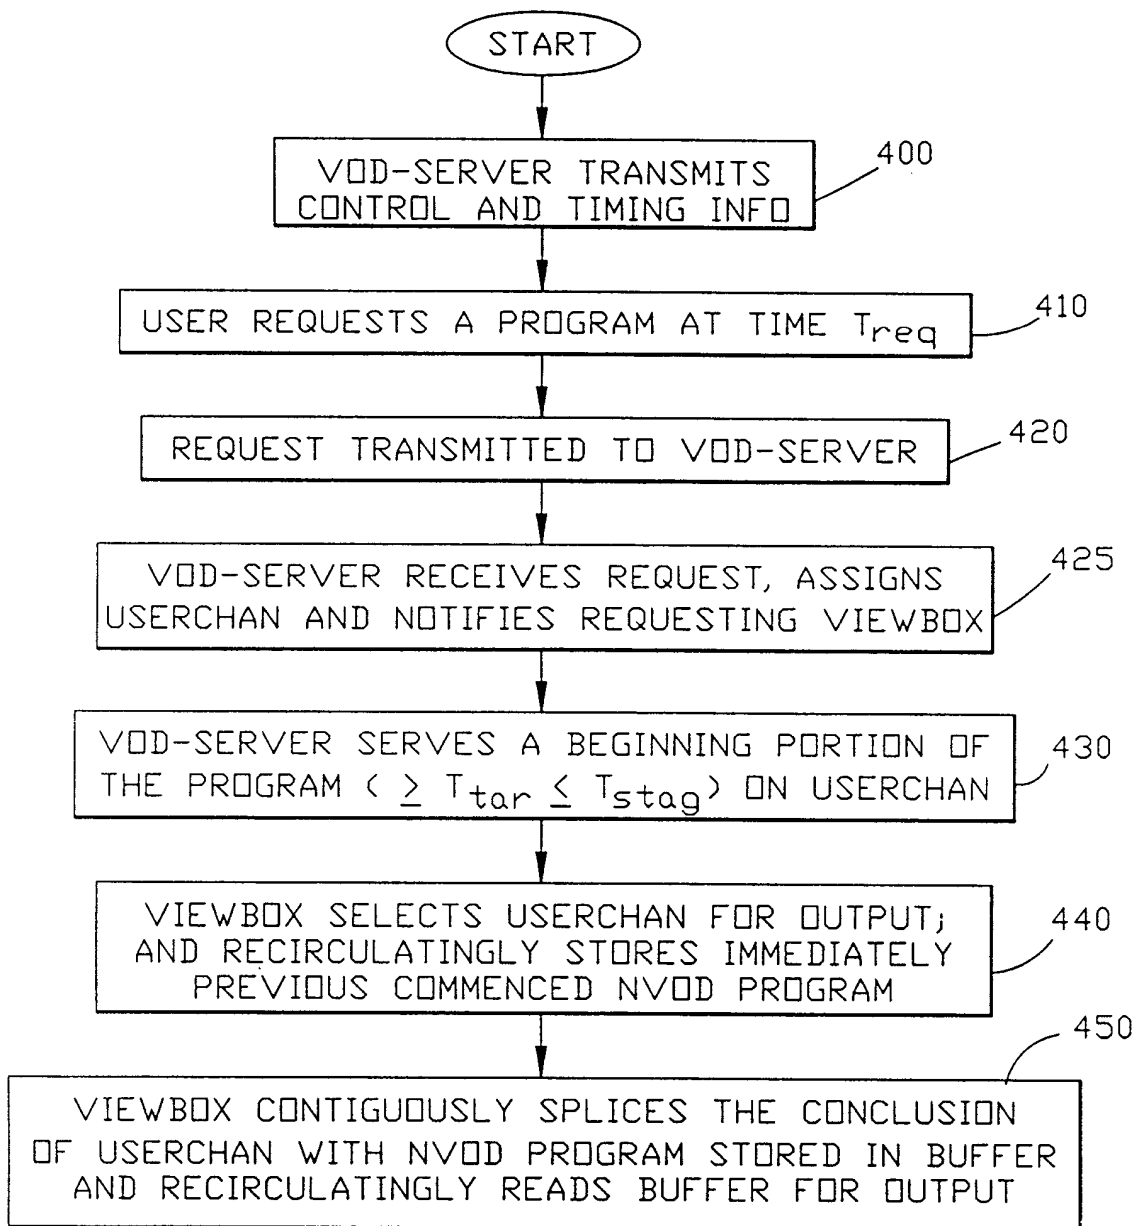 START
VOD-SERVER TRANSMITS
CONTROL AND TIMING INFO
400
USER REQUESTS A PROGRAM AT TIME Treq
410
REQUEST TRANSMITTED TO VOD-SERVER
420
VOD-SERVER RECEIVES REQUEST, ASSIGNS
USERCHAN AND NOTIFIES REQUESTING VIEWBOX
425
VOD-SERVER SERVES A BEGINNING PORTION OF
THE PROGRAM ( ≥ Ttar ≤ Tstag) ON USERCHAN
430
VIEWBOX SELECTS USERCHAN FOR OUTPUT;
AND RECIRCULATINGLY STORES IMMEDIATELY
PREVIOUS COMMENCED NVOD PROGRAM
440
VIEWBOX CONTIGUOUSLY SPLICES THE CONCLUSION
OF USERCHAN WITH NVOD PROGRAM STORED IN BUFFER
AND RECIRCULATINGLY READS BUFFER FOR OUTPUT
450